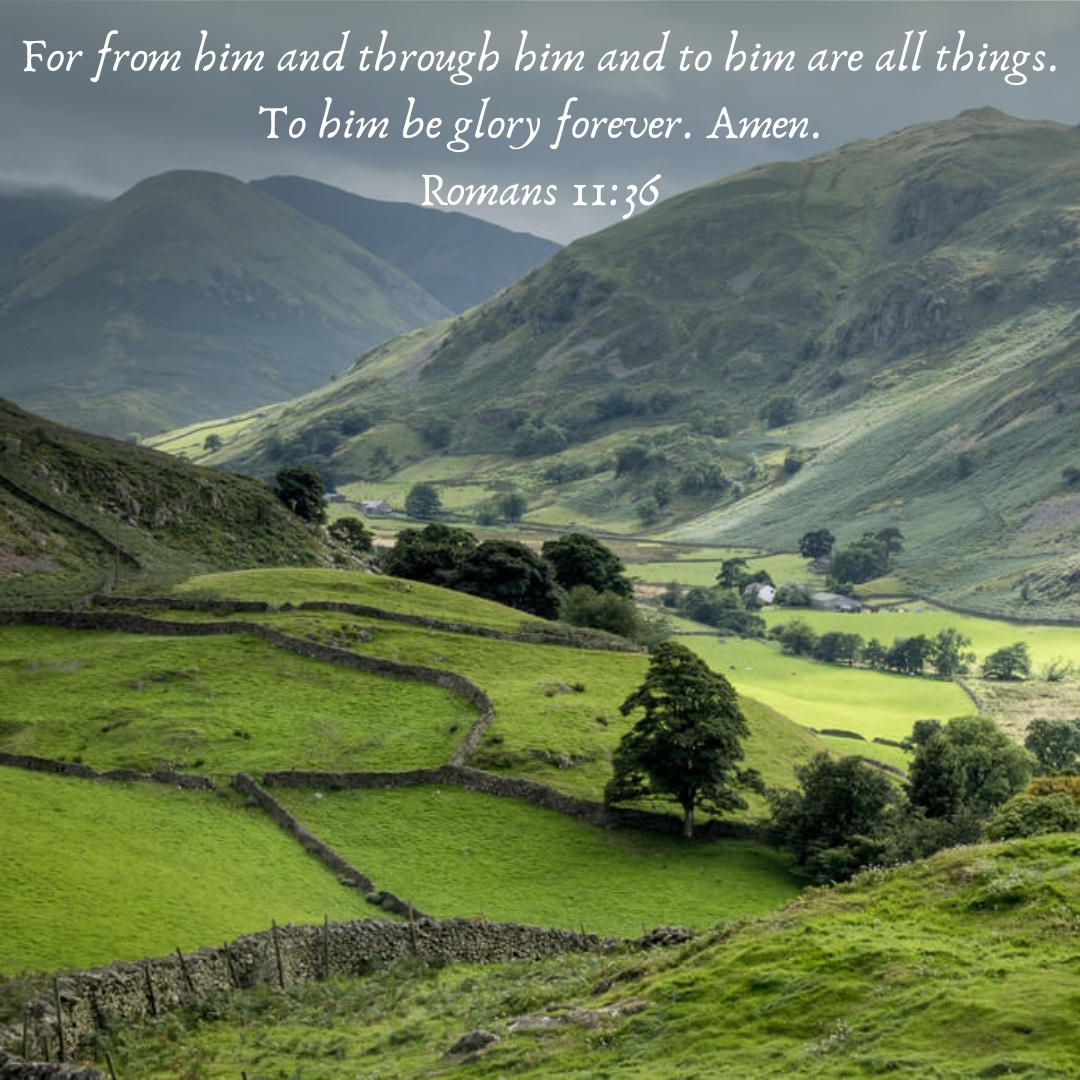 For from him and through him and to him are all things.
To him be glory forever. Amen.
Romans 11:36